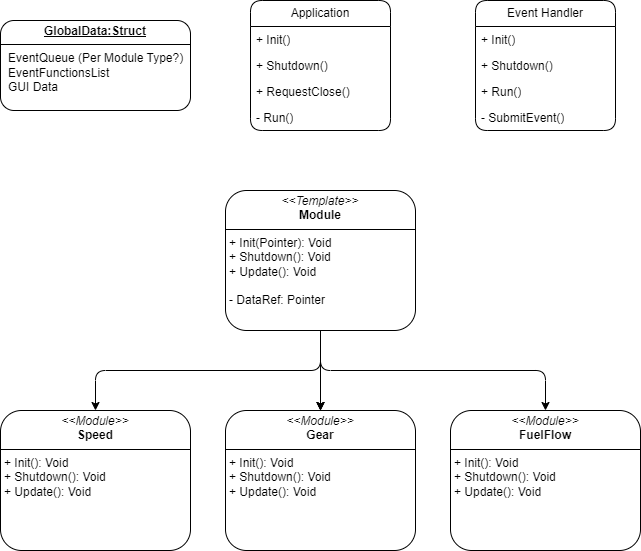 GlobalData:Struct
EventQueue (Per Module Type?)
EventFunctionsList
GUI Data
Application
+ Init()
+ Shutdown()
+ RequestClose()
- Run()
Event Handler
+ Init()
+ Shutdown()
+ Run()
- SubmitEvent()
<<Template>>
Module
+ Init(Pointer): Void
+ Shutdown(): Void
+ Update(): Void
- DataRef: Pointer
<<Module>>
Speed
+ Init(): Void
+ Shutdown(): Void
+ Update(): Void
<<Module>>
Gear
+ Init(): Void
+ Shutdown(): Void
+ Update(): Void
<<Module>>
FuelFlow
+ Init(): Void
+ Shutdown(): Void
+ Update(): Void